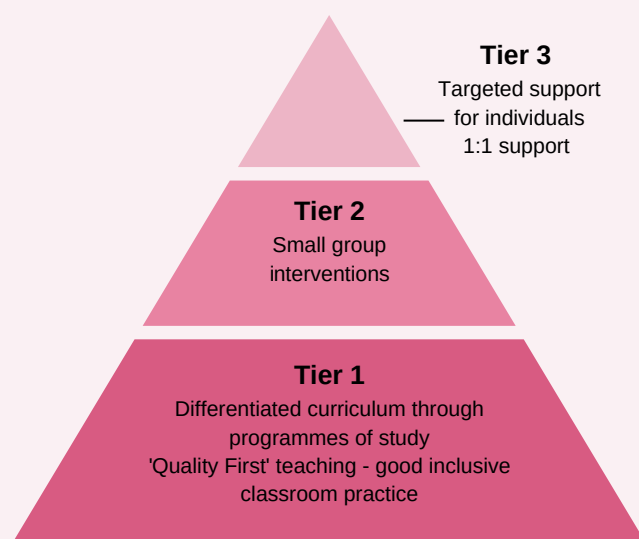 Tier 3
Targeted support
for individuals
1:1 support
Tier 2
Small group
interventions
Tier 1
Differentiated curriculum through
programmes of study
'Quality First' teaching - good inclusive
classroom practice